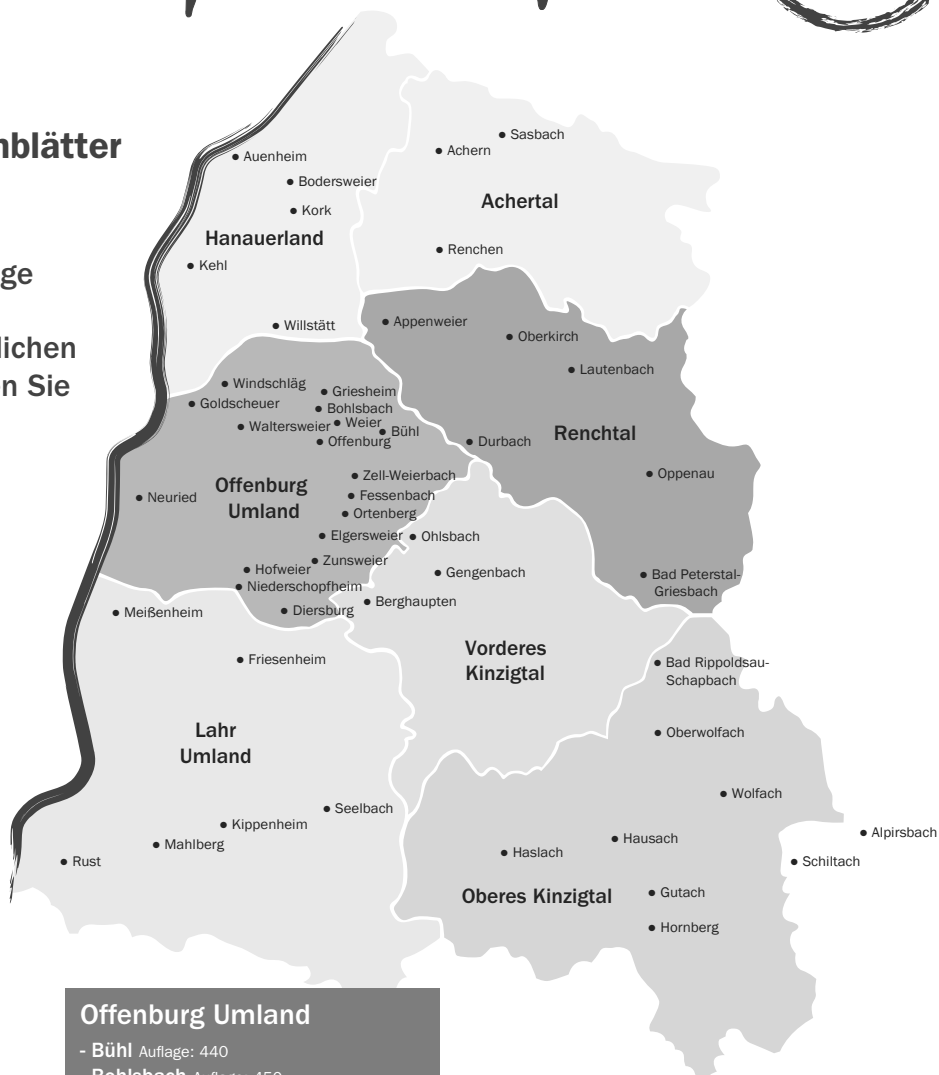 nblätter
ge
lichen
n Sie
Sasbach
Achern
Auenheim
Bodersweier
Achertal
Kork
Hanauerland
Renchen
Kehl
Appenweier
Willstätt
Oberkirch
Lautenbach
Windschläg
Griesheim
Goldscheuer
Bohlsbach
Waltersweier
Weier
Bühl
Offenburg
Durbach
Renchtal
Zell-Weierbach
Oppenau
Offenburg
Umland
Neuried
Fessenbach
Ortenberg
Elgersweier
Ohlsbach
Zunsweier
Hofweier
Gengenbach
Bad Peterstal-
Griesbach
Niederschopfheim
Berghaupten
Diersburg
Meißenheim
Vorderes
Kinzigtal
Friesenheim
Bad Rippoldsau-
Schapbach
Lahr
Umland
Oberwolfach
Wolfach
Seelbach
Kippenheim
Alpirsbach
Mahlberg
Hausach
Haslach
Rust
Schiltach
Oberes Kinzigtal
Gutach
Hornberg
Offenburg Umland
- Bühl Auflage: 440